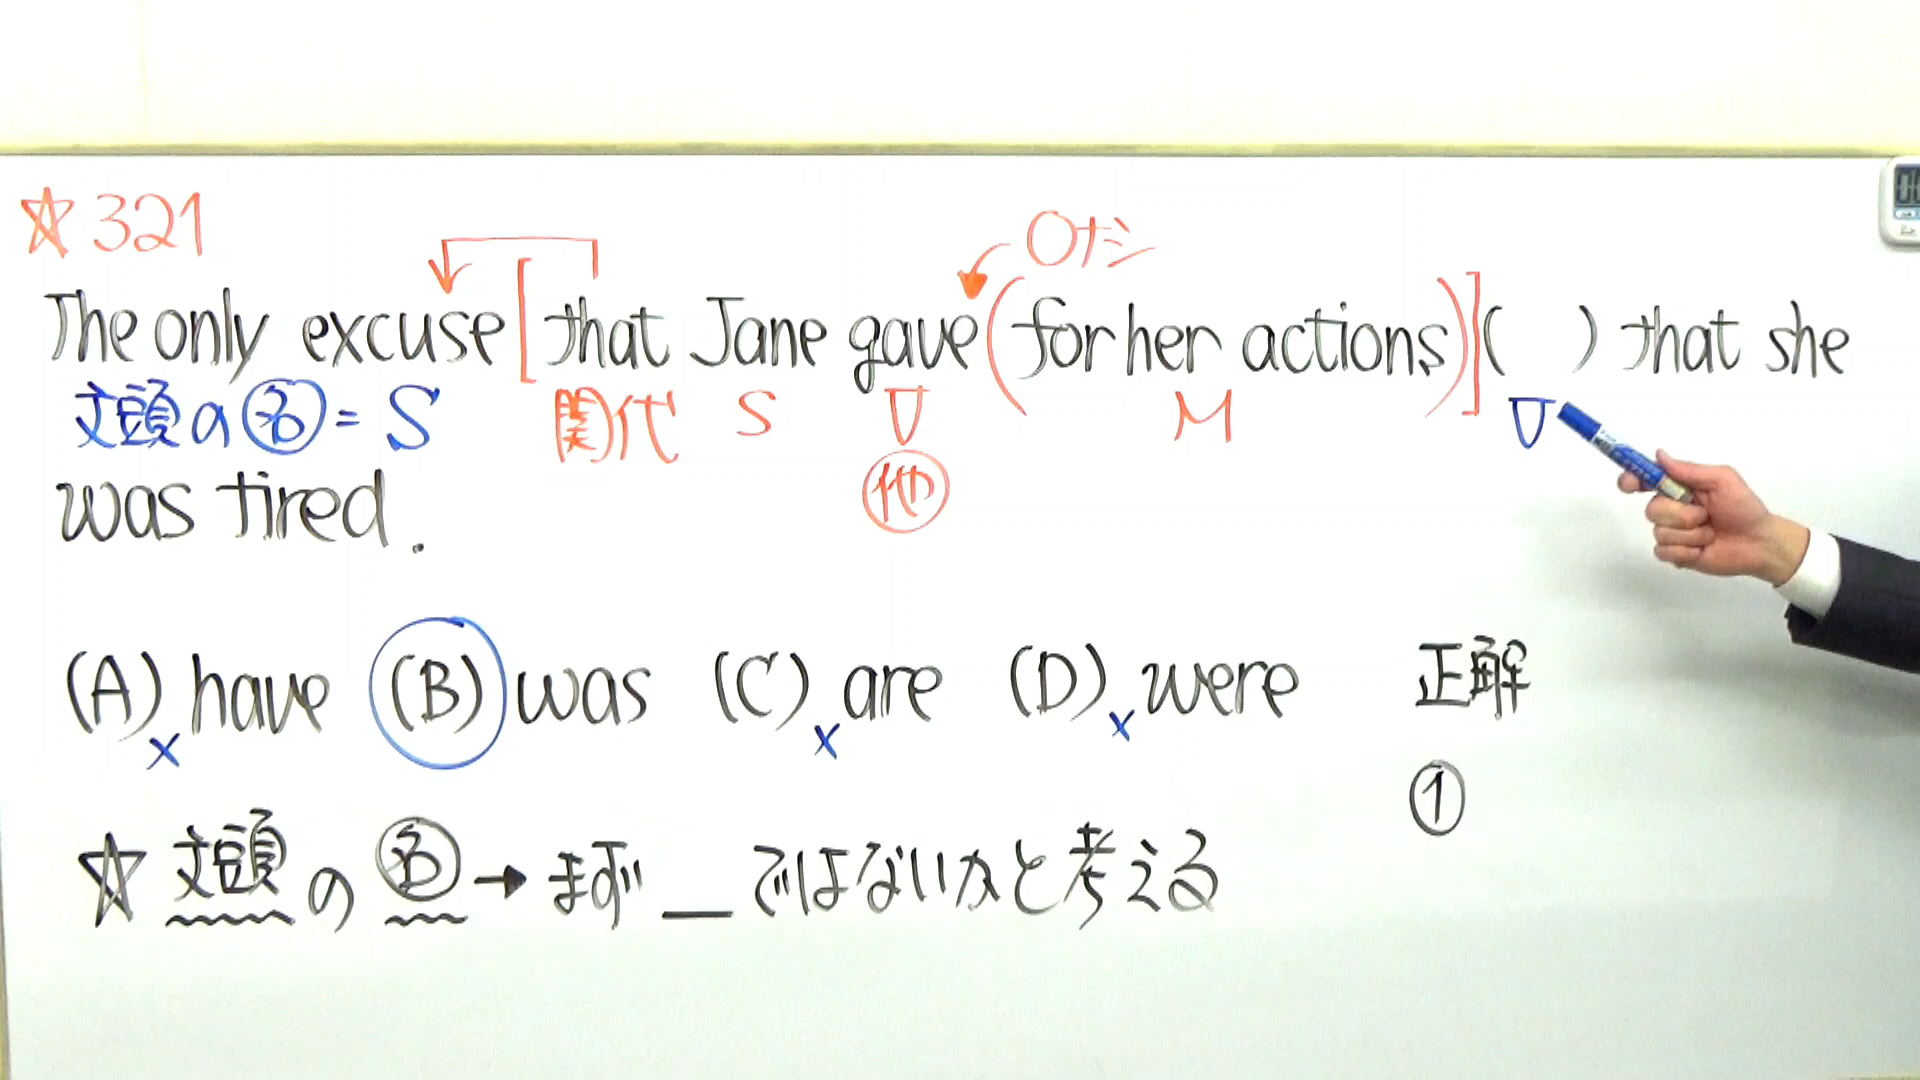 ☆321
Oナシ
The only excuse [that Jane gave (for her actions)] (  ) that she
文頭の名=S 関代 S V M V
was tired. 他
(A) have (B) was (C) are (D) were 正解
× × ×
①
☆文頭の名→まず__ではないかと考える